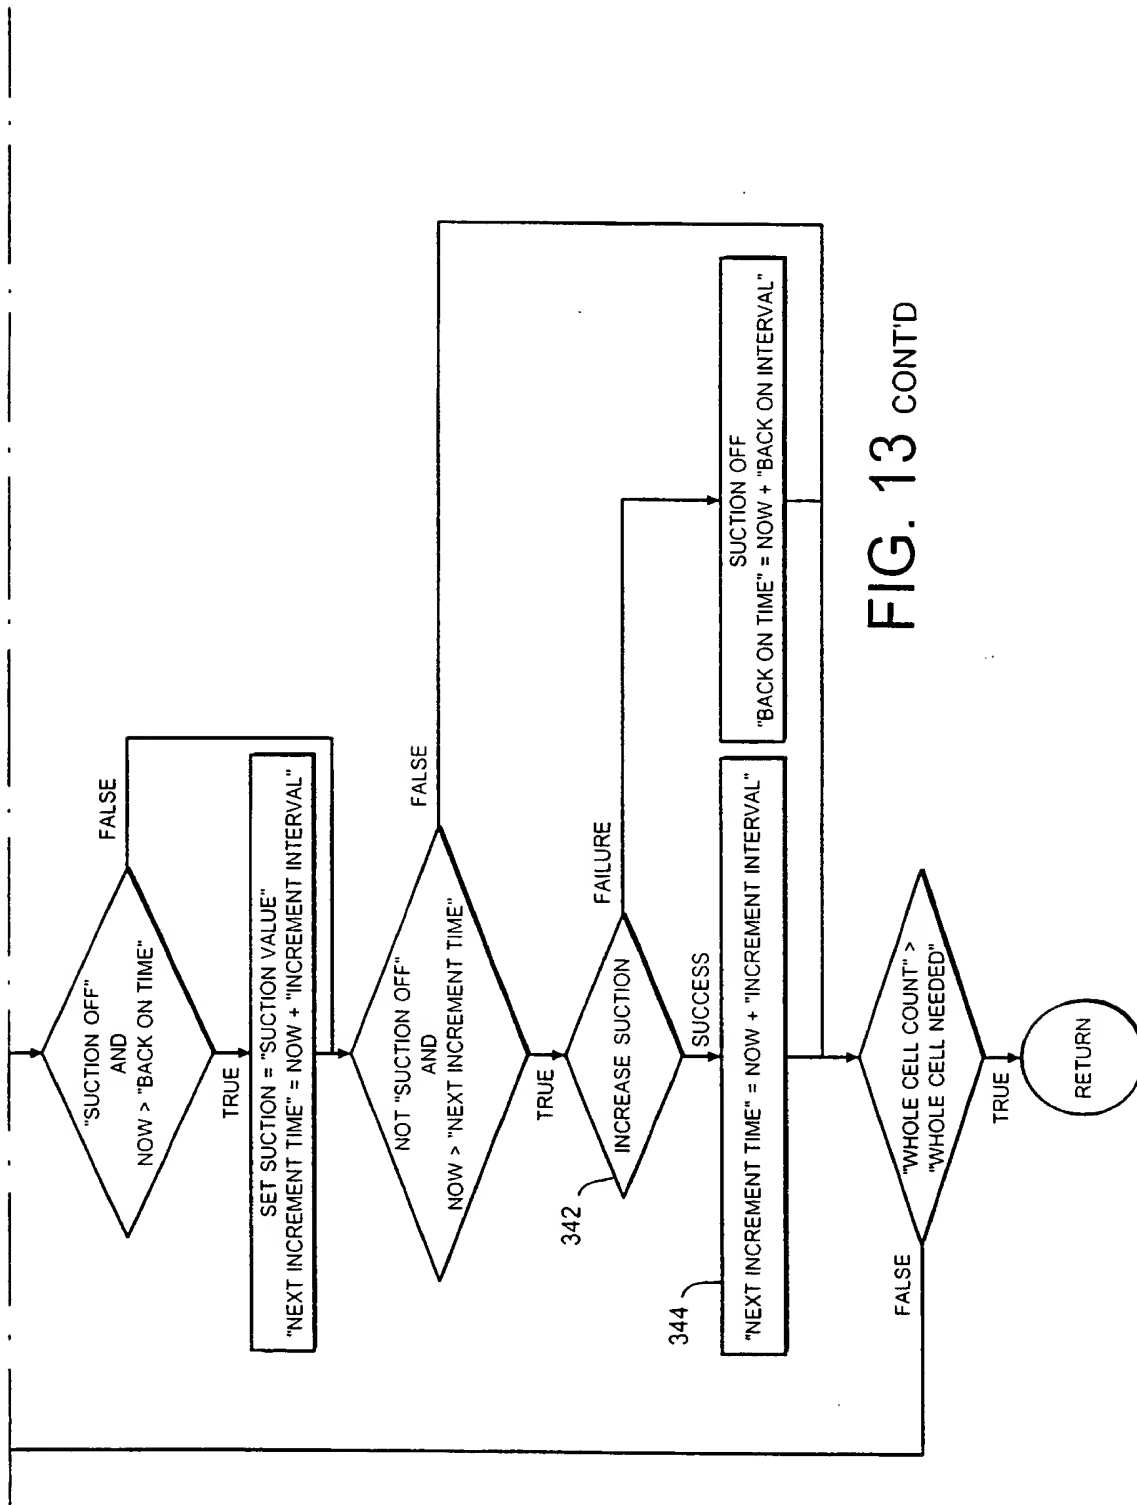 "SUCTION OFF"
AND
NOW > "BACK ON TIME"
FALSE
TRUE
SET SUCTION = "SUCTION VALUE"
"NEXT INCREMENT TIME" = NOW + "INCREMENT INTERVAL"
NOT "SUCTION OFF"
AND
NOW > "NEXT INCREMENT TIME"
FALSE
TRUE
342
INCREASE SUCTION
FAILURE
SUCCESS
344
"NEXT INCREMENT TIME" = NOW + "INCREMENT INTERVAL"
SUCTION OFF
"BACK ON TIME" = NOW + "BACK ON INTERVAL"
"WHOLE CELL COUNT" >
"WHOLE CELL NEEDED"
FALSE
TRUE
RETURN
FIG. 13 CONT'D